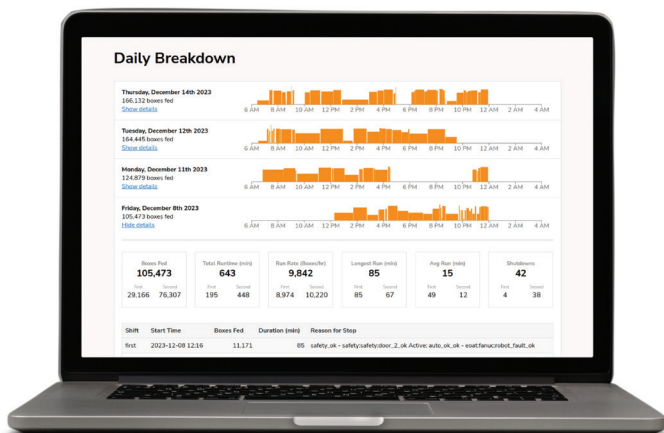 Daily Breakdown
Thursday, December 14th 2023
166,132 boxes fed
Show details
6 AM 8 AM 10 AM 12 PM 2 PM 4 PM 6 PM 8 PM 10 PM 12 AM 2 AM 4 AM
Tuesday, December 12th 2023
164,445 boxes fed
Show details
6 AM 8 AM 10 AM 12 PM 2 PM 4 PM 6 PM 8 PM 10 PM 12 AM 2 AM 4 AM
Monday, December 11th 2023
124,879 boxes fed
Show details
6 AM 8 AM 10 AM 12 PM 2 PM 4 PM 6 PM 8 PM 10 PM 12 AM 2 AM 4 AM
Friday, December 8th 2023
105,473 boxes fed
Hide details
6 AM 8 AM 10 AM 12 PM 2 PM 4 PM 6 PM 8 PM 10 PM 12 AM 2 AM 4 AM
Boxes Fed Total Runtime (min) Run Rate (Boxes/hr) Longest Run (min) Avg Run (min) Shutdowns
105,473 643 9,842 85 15 42
First Second First Second First Second First Second First Second First Second
29,166 76,307 195 448 8,974 10,220 85 67 49 12 4 38
Shift Start Time Boxes Fed Duration (min) Reason for Stop
first 2023-12-08 12:16 11,171 85 safety_ok - safety:safety:door_2_ok Active: auto_ok_ok - eoat:fanuc:robot_fault_ok